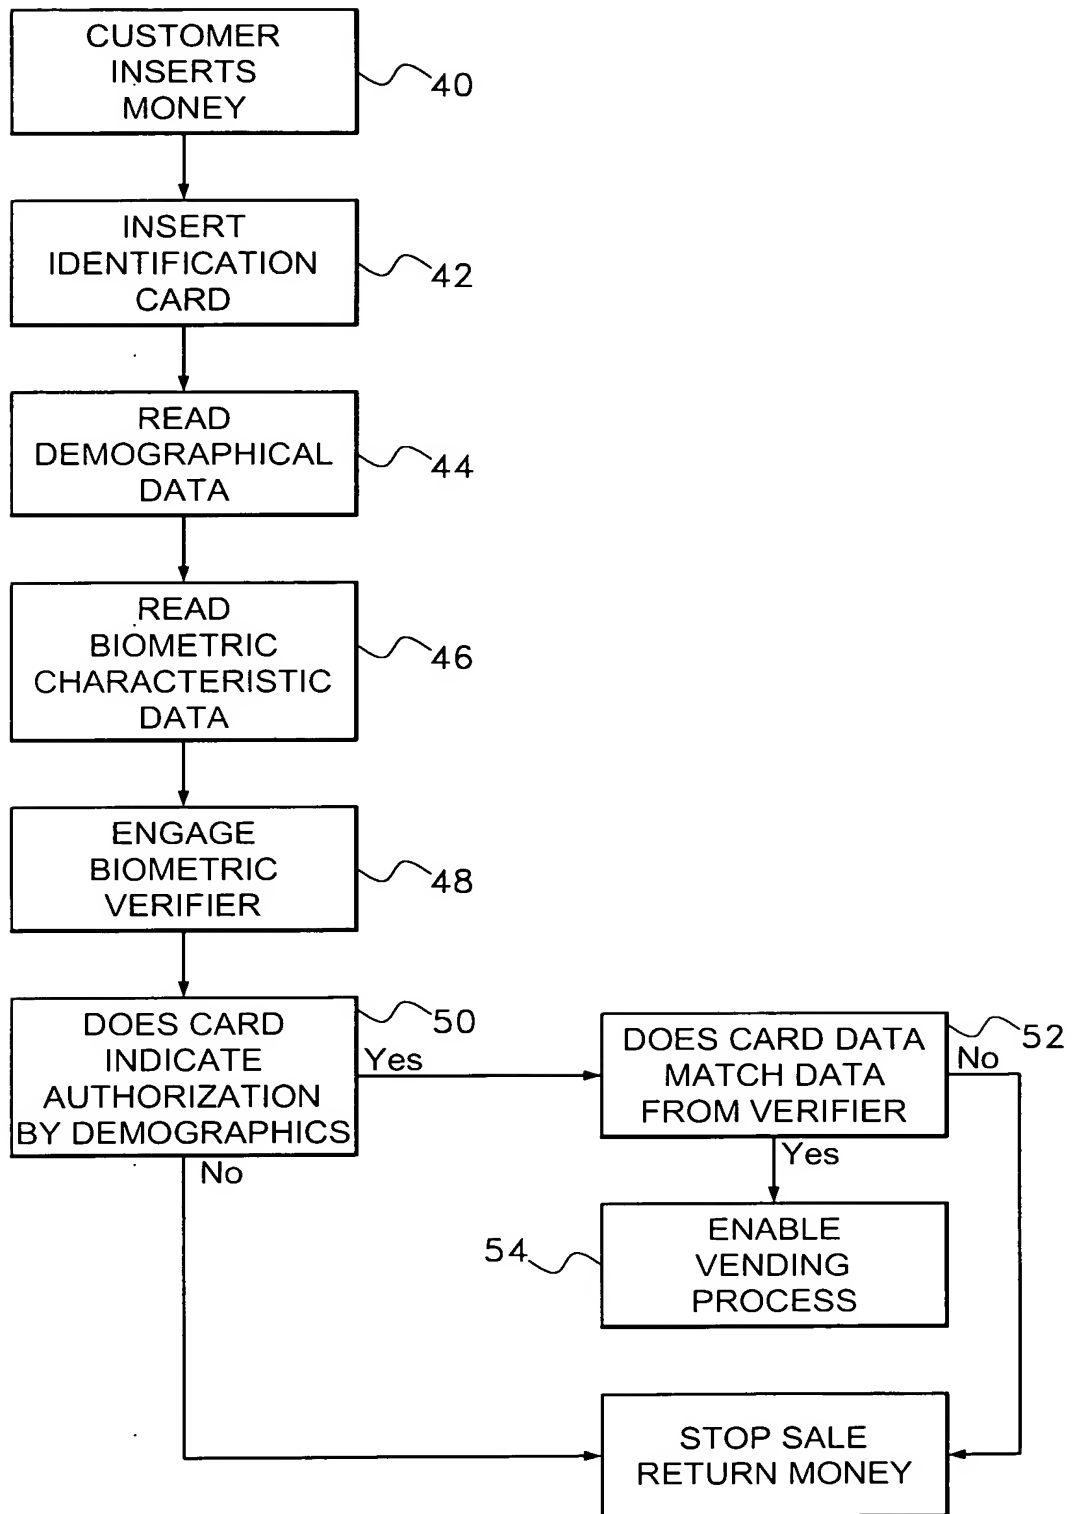 CUSTOMER
INSERTS
MONEY
40
INSERT
IDENTIFICATION
CARD
42
READ
DEMOGRAPHICAL
DATA
44
READ
BIOMETRIC
CHARACTERISTIC
DATA
46
ENGAGE
BIOMETRIC
VERIFIER
48
DOES CARD
INDICATE
AUTHORIZATION
BY DEMOGRAPHICS
50
Yes
No
DOES CARD DATA
MATCH DATA
FROM VERIFIER
52
No
Yes
ENABLE
VENDING
PROCESS
54
STOP SALE
RETURN MONEY